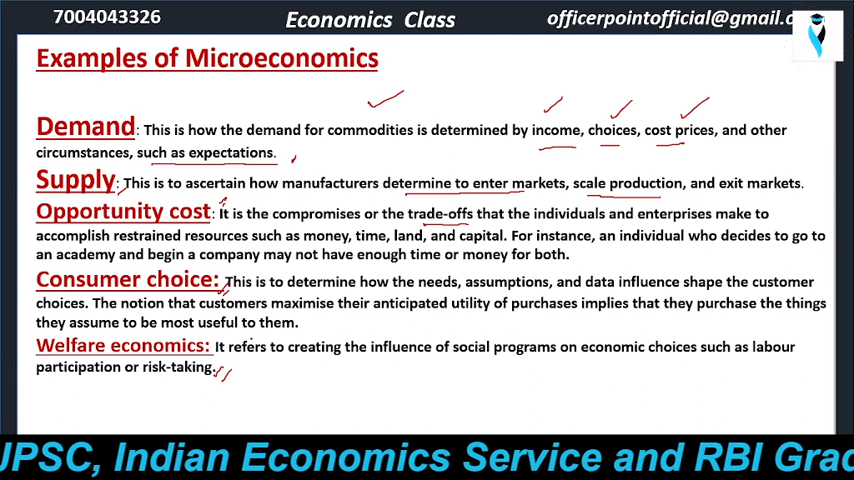 7004043326 Economics Class officerpointofficial@gmail.c
Examples of Microeconomics
Demand: This is how the demand for commodities is determined by income, choices, cost prices, and other
circumstances, such as expectations.
Supply: This is to ascertain how manufacturers determine to enter markets, scale production, and exit markets.
Opportunity cost: It is the compromises or the trade-offs that the individuals and enterprises make to
accomplish restrained resources such as money, time, land, and capital. For instance, an individual who decides to go to
an academy and begin a company may not have enough time or money for both.
Consumer choice: This is to determine how the needs, assumptions, and data influence shape the customer
choices. The notion that customers maximise their anticipated utility of purchases implies that they purchase the things
they assume to be most useful to them.
Welfare economics: It refers to creating the influence of social programs on economic choices such as labour
participation or risk-taking.
UPSC, Indian Economics Service and RBI Grad